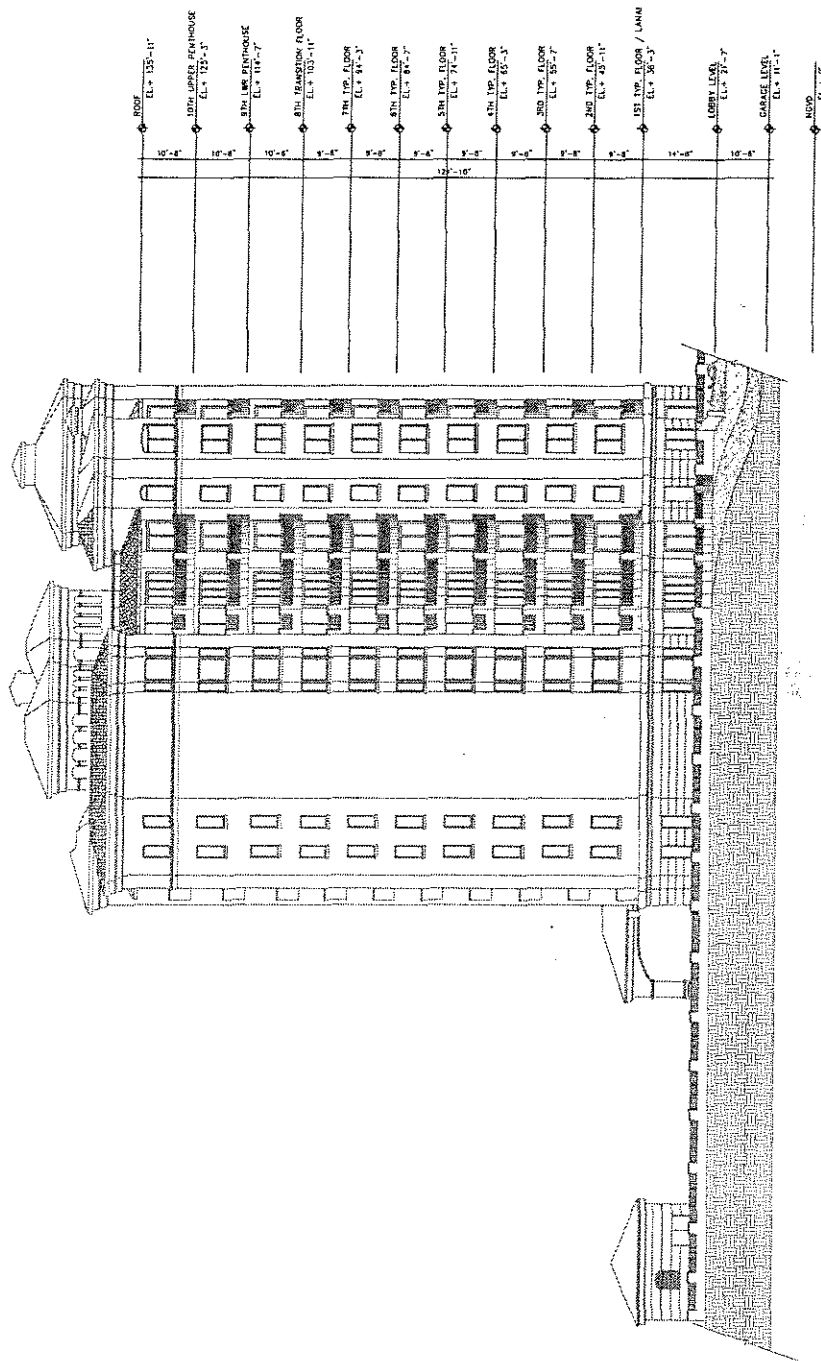 ROOF
EL.+ 135'-11"
10TH UPPER PENTHOUSE
EL.+ 125'-3"
9TH LWR PENTHOUSE
EL.+ 114'-7"
8TH TRANSITION FLOOR
EL.+ 103'-11"
7TH TYP. FLOOR
EL.+ 94'-3"
6TH TYP. FLOOR
EL.+ 84'-7"
5TH TYP. FLOOR
EL.+ 74'-11"
4TH TYP. FLOOR
EL.+ 65'-3"
3RD TYP. FLOOR
EL.+ 55'-7"
2ND TYP. FLOOR
EL.+ 45'-11"
1ST TYP. FLOOR / LANAI
EL.+ 36'-3"
LOBBY LEVEL
EL.+ 21'-7"
GARAGE LEVEL
EL.+ 11'-1"
NGVD
10'-8"
10'-8"
10'-8"
9'-8"
9'-8"
9'-8"
9'-8"
9'-8"
9'-8"
9'-8"
14'-8"
10'-6"
124'-10"